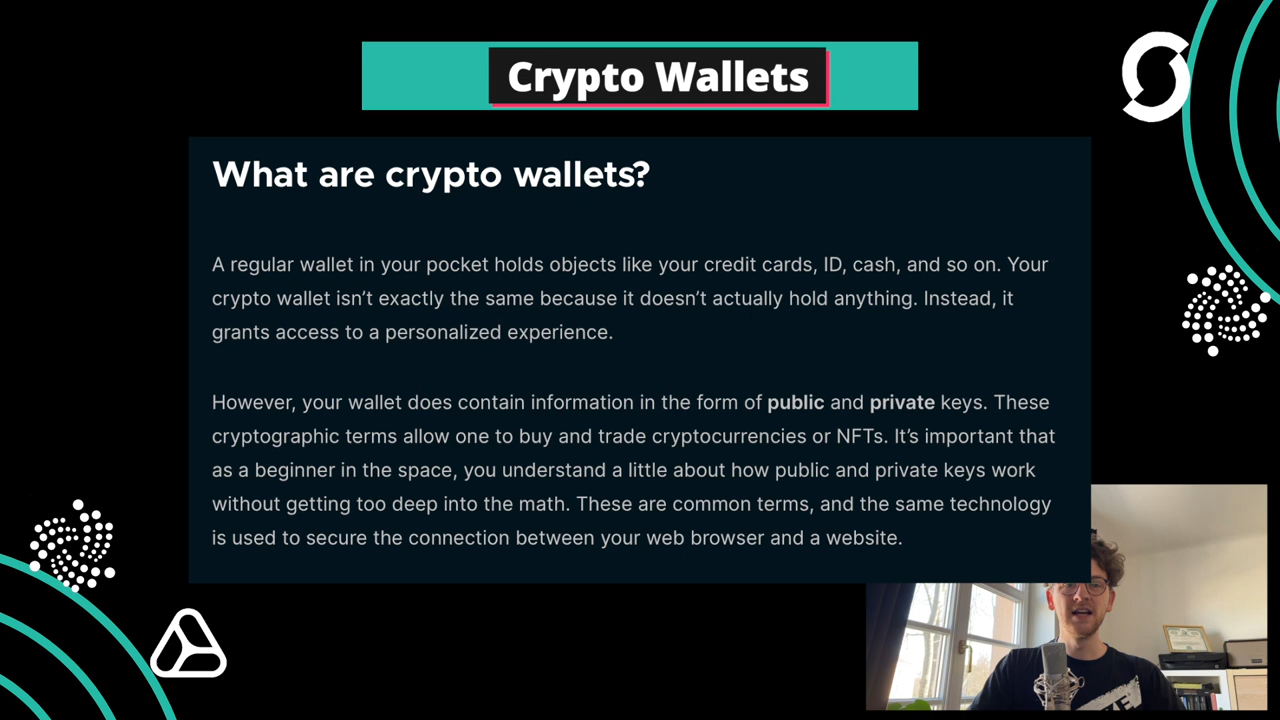 Crypto Wallets
What are crypto wallets?
A regular wallet in your pocket holds objects like your credit cards, ID, cash, and so on. Your
crypto wallet isn’t exactly the same because it doesn’t actually hold anything. Instead, it
grants access to a personalized experience.
However, your wallet does contain information in the form of public and private keys. These
cryptographic terms allow one to buy and trade cryptocurrencies or NFTs. It’s important that
as a beginner in the space, you understand a little about how public and private keys work
without getting too deep into the math. These are common terms, and the same technology
is used to secure the connection between your web browser and a website.